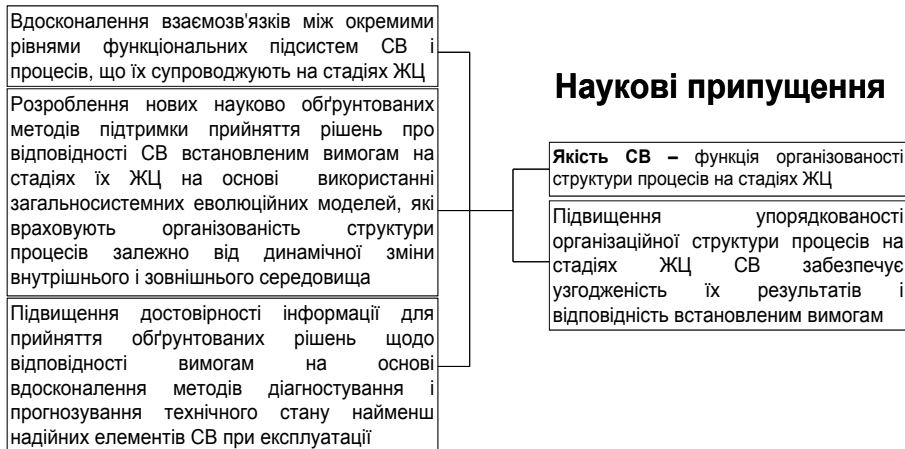 Вдосконалення взаємозв'язків між окремими
рівнями функціональних підсистем СВ і
процесів, що їх супроводжують на стадіях ЖЦ
Розроблення нових науково обґрунтованих
методів підтримки прийняття рішень про
відповідності СВ встановленим вимогам на
стадіях їх ЖЦ на основі використанні
загальносистемних еволюційних моделей, які
враховують організованість структури
процесів залежно від динамічної зміни
внутрішнього і зовнішнього середовища
Підвищення достовірності інформації для
прийняття обґрунтованих рішень щодо
відповідності вимогам на основі
вдосконалення методів діагностування і
прогнозування технічного стану найменш
надійних елементів СВ при експлуатації
Наукові припущення
Якість СВ – функція організованості
структури процесів на стадіях ЖЦ
Підвищення упорядкованості
організаційної структури процесів на
стадіях ЖЦ СВ забезпечує
узгодженість їх результатів і
відповідність встановленим вимогам